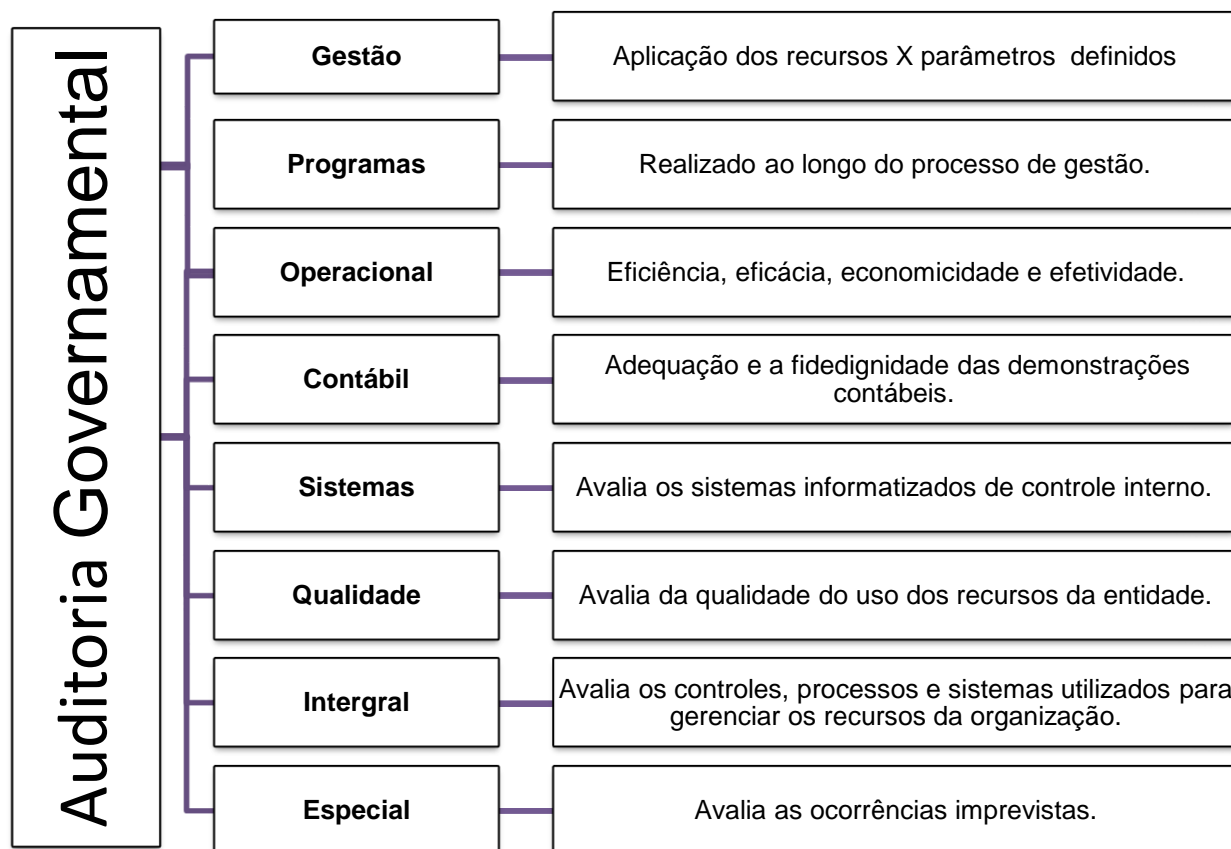 Auditoria Governamental
Gestão
Aplicação dos recursos X parâmetros definidos
Programas
Realizado ao longo do processo de gestão.
Operacional
Eficiência, eficácia, economicidade e efetividade.
Contábil
Adequação e a fidedignidade das demonstrações
contábeis.
Sistemas
Avalia os sistemas informatizados de controle interno.
Qualidade
Avalia da qualidade do uso dos recursos da entidade.
Intergral
Avalia os controles, processos e sistemas utilizados para
gerenciar os recursos da organização.
Especial
Avalia as ocorrências imprevistas.